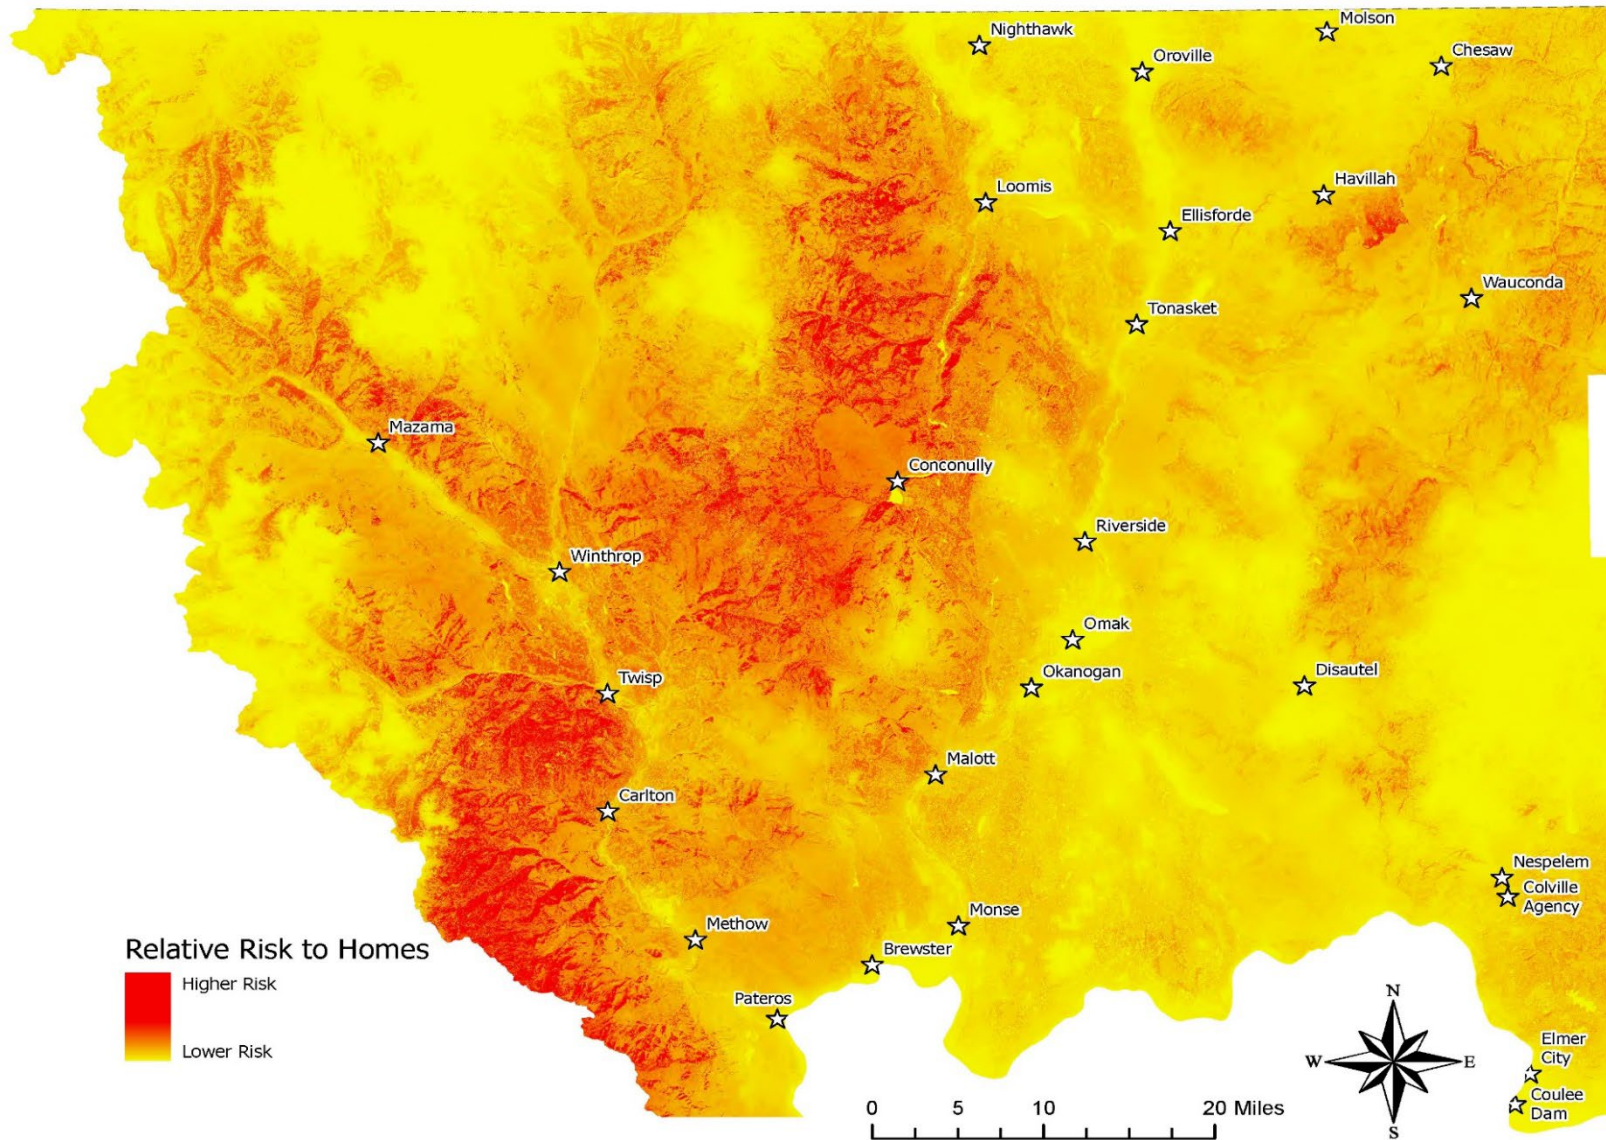 Nighthawk
Molson
Oroville
Chesaw
Loomis
Havillah
Ellisforde
Wauconda
Tonasket
Mazama
Conconully
Riverside
Winthrop
Omak
Twisp
Okanogan
Disautel
Malott
Carlton
Nespelem
Colville
Agency
Methow
Monse
Brewster
Pateros
Relative Risk to Homes
Higher Risk
Lower Risk
N
W
E
S
Elmer
City
Coulee
Dam
0 5 10 20 Miles